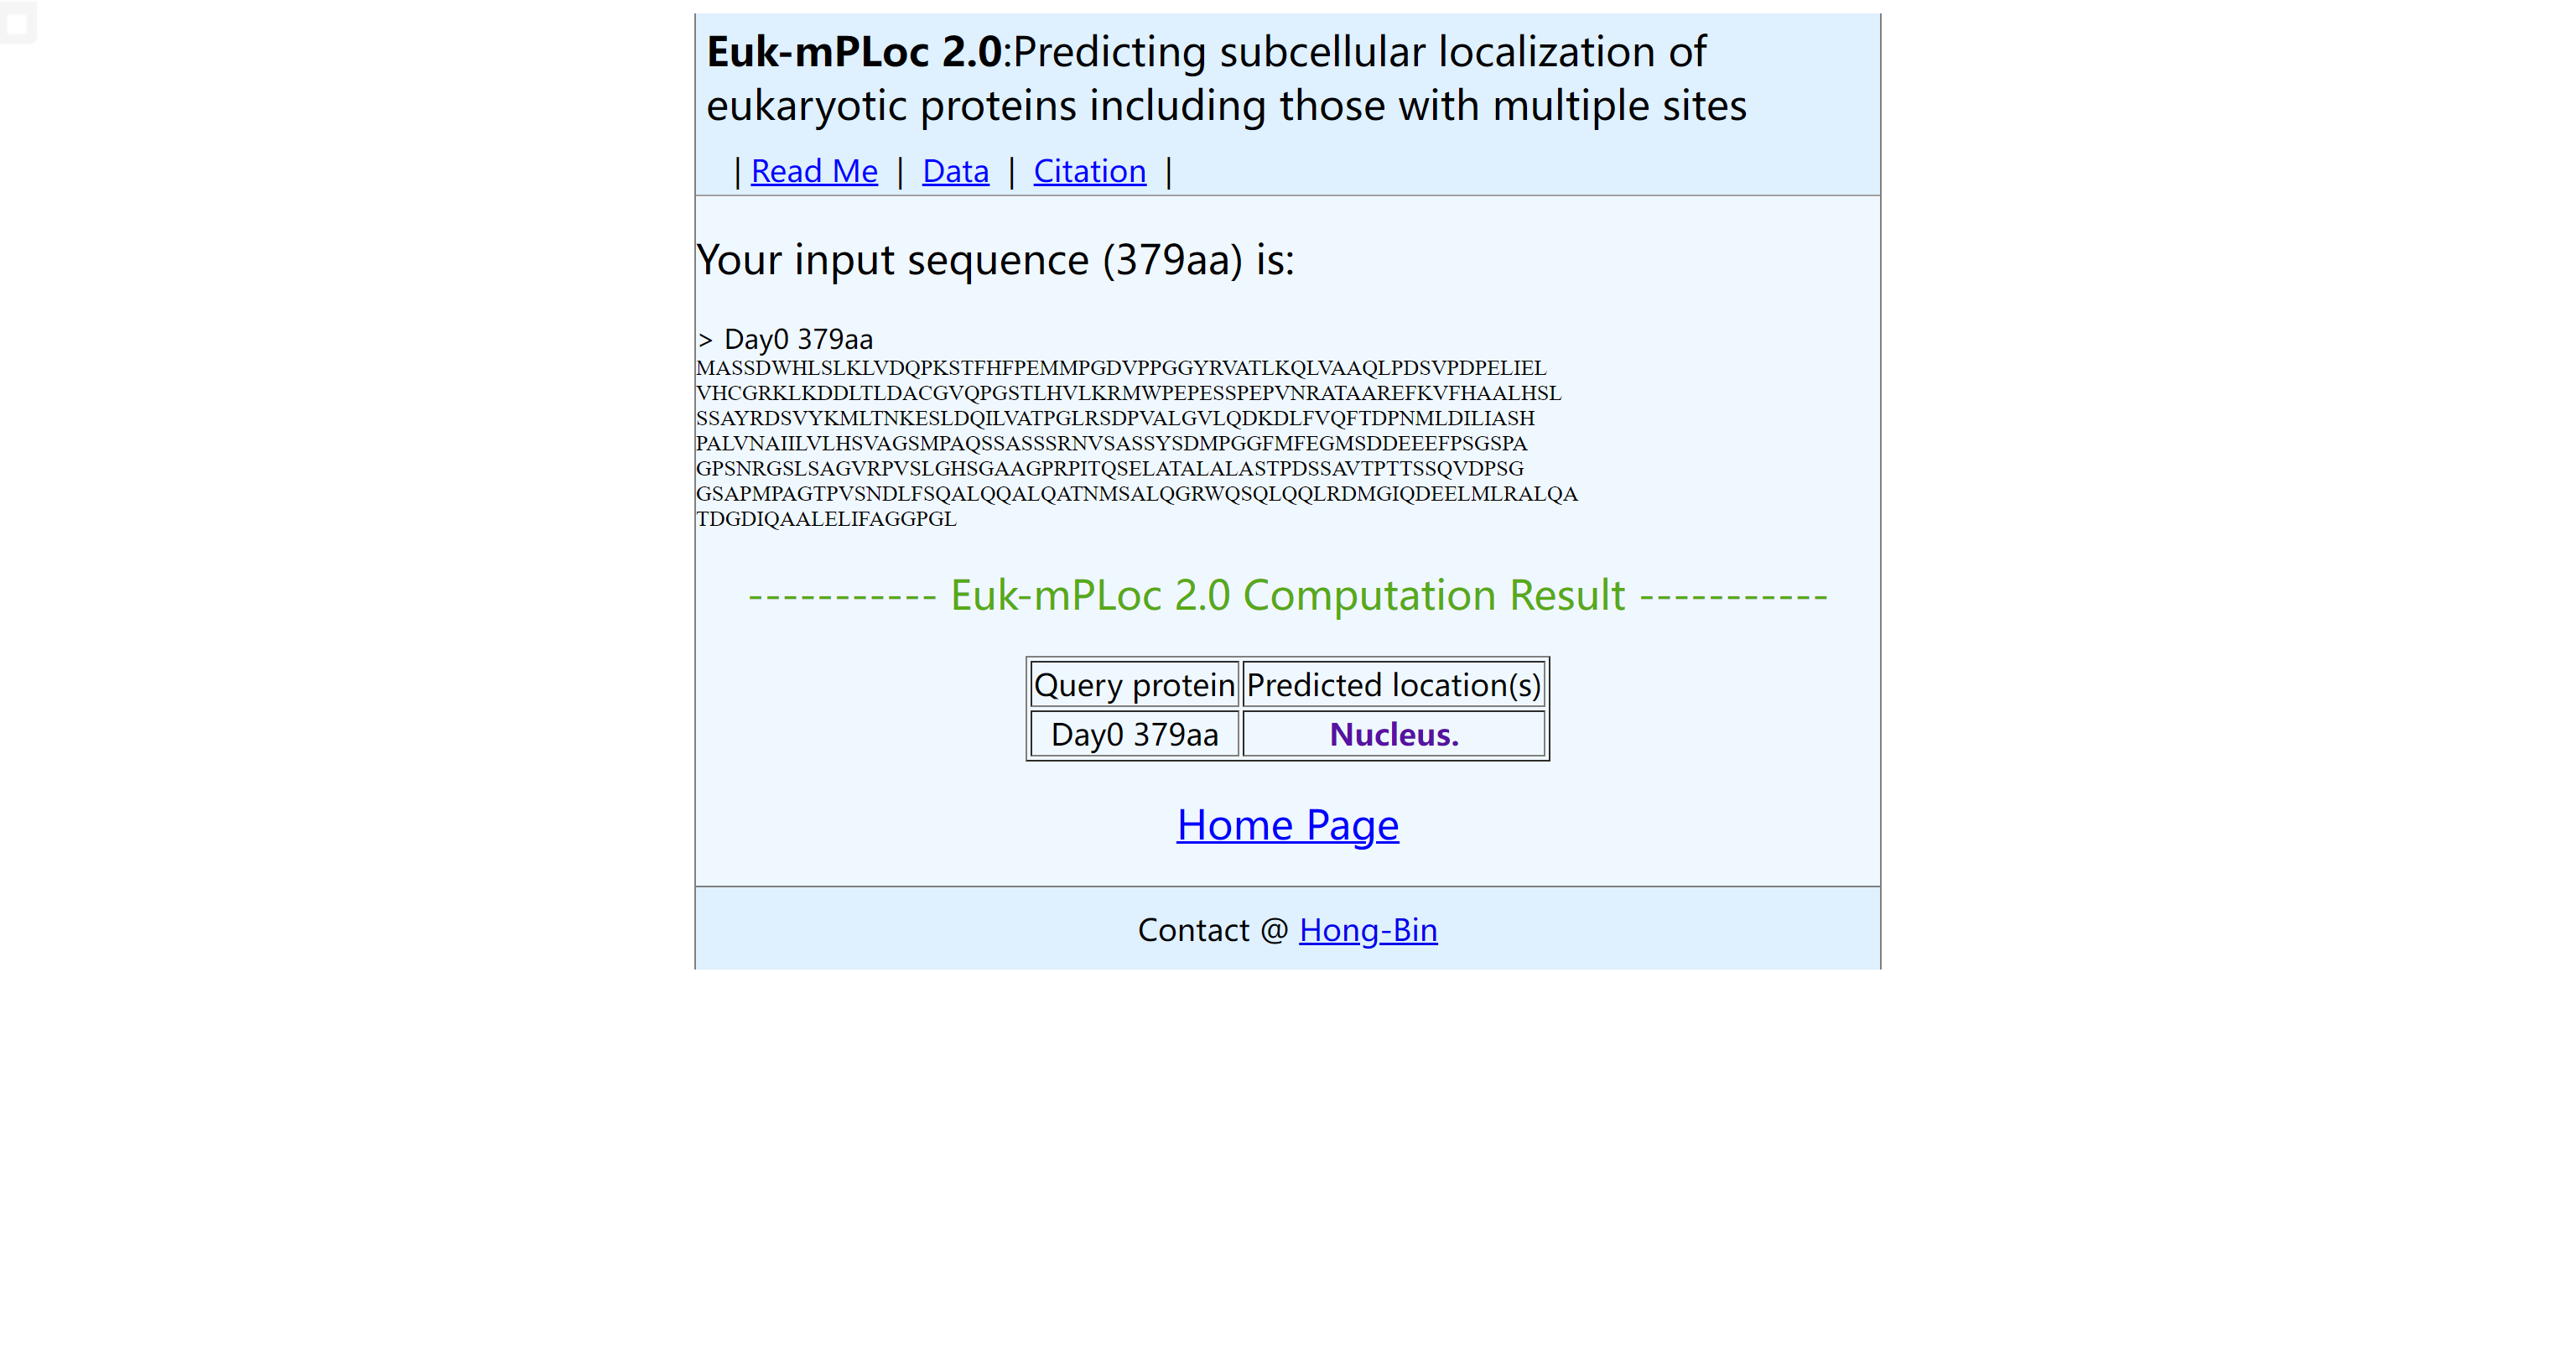 Euk-mPLoc 2.0:Predicting subcellular localization of
eukaryotic proteins including those with multiple sites
| Read Me | Data | Citation |
Your input sequence (379aa) is:
> Day0 379aa
MASSDWHLSLKLVDQPKSTFHFPEMMPGDVPPGGYRVATLKQLVAAQLPDSVPDPELIEL
VHCGRKLKDDLTLDACGVQPGSTLHVLKRMWPEPESSPEPVNRATAAREFKVFHAALHSL
SSAYRDSVYKMLTNKESLDQILVATPGLRSDPVALGVLQDKDLFVQFTDPNMLDILIASH
PALVNAIILVLHSVAGSMPAQSSASSSRNVSASSYSDMPGGFMFEGMSDDEEEFPSGSPA
GPSNRGSLSAGVRPVSLGHSGAAGPRPITQSELATALALASTPDSSAVTPTTSSQVDPSG
GSAPMPAGTPVSNDLFSQALQQALQATNMSALQGRWQSQLQQLRDMGIQDEELMLRALQA
TDGDIQAALELIFAGGPGL
----------- Euk-mPLoc 2.0 Computation Result -----------
Query protein Predicted location(s)
Day0 379aa Nucleus.
Home Page
Contact @ Hong-Bin